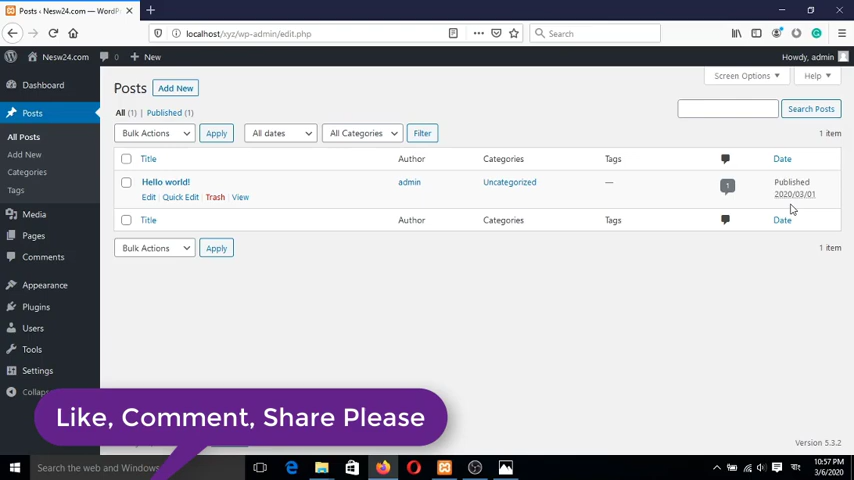 Posts ‹ Nesw24.com — WordPr
localhost/xyz/wp-admin/edit.php
Search
Nesw24.com 0 New
Howdy, admin
Dashboard
Posts
All Posts
Add New
Categories
Tags
Media
Pages
Comments
Appearance
Plugins
Users
Tools
Settings
Posts Add New
Screen Options Help
All (1) | Published (1)
Search Posts
Bulk Actions Apply All dates All Categories Filter
1 item
Title Author Categories Tags Date
Hello world! admin Uncategorized — 1 Published
2020/03/01
Edit | Quick Edit | Trash | View
Title Author Categories Tags Date
Bulk Actions Apply
1 item
Like, Comment, Share Please
Version 5.3.2
Search the web and Windows
10:57 PM
3/6/2020